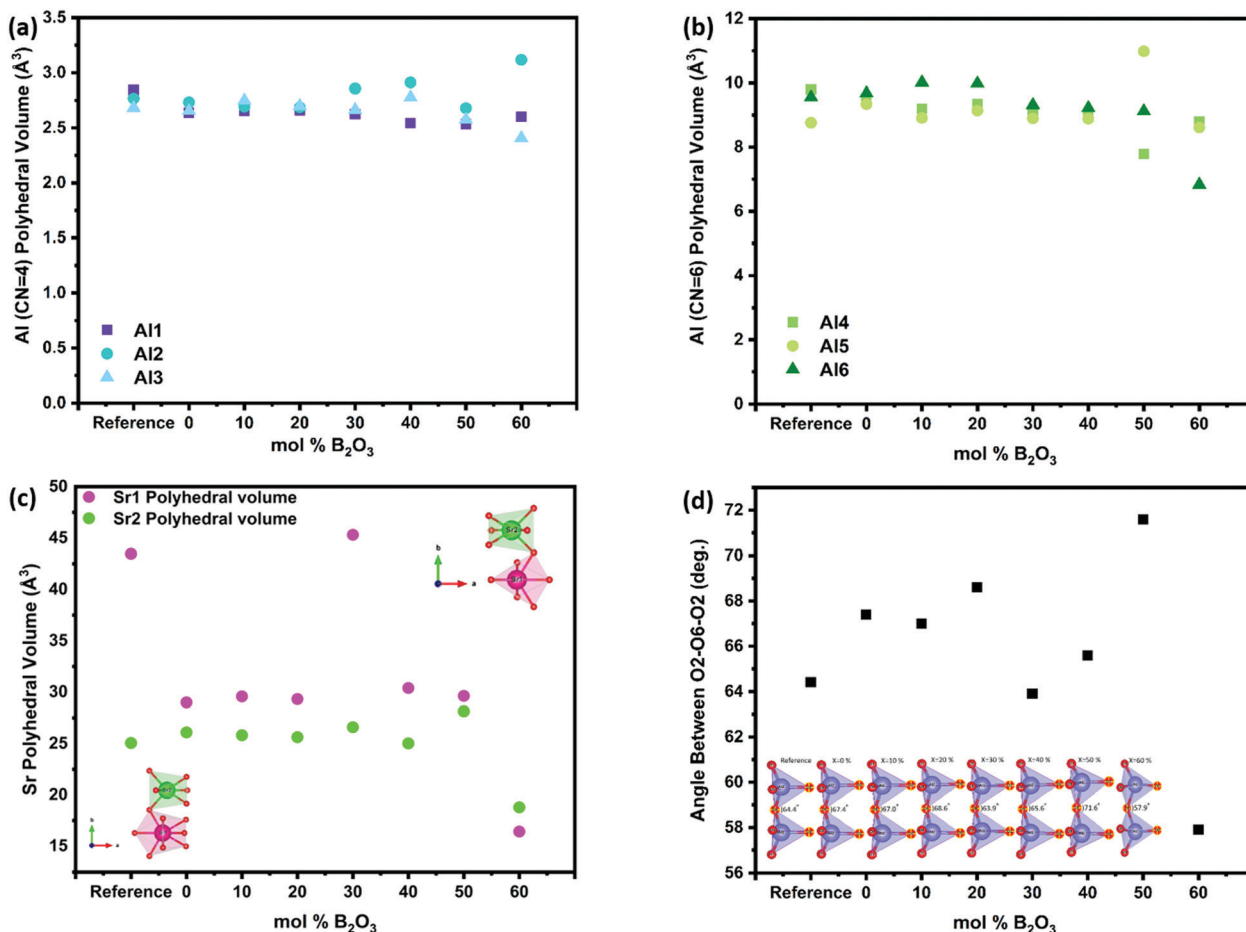 (a)
Al (CN=4) Polyhedral Volume (Å³)
3.5
3.0
2.5
2.0
1.5
1.0
0.5
0.0
Al1
Al2
Al3
Reference 0 10 20 30 40 50 60
mol % B₂O₃
(b)
Al (CN=6) Polyhedral Volume (Å³)
12
10
8
6
4
2
0
Al4
Al5
Al6
Reference 0 10 20 30 40 50 60
mol % B₂O₃
(c)
Sr Polyhedral Volume (Å³)
50
45
40
35
30
25
20
15
Sr1 Polyhedral volume
Sr2 Polyhedral volume
b
a
Sr2
b
a
Reference 0 10 20 30 40 50 60
mol % B₂O₃
(d)
Angle Between O2-O6-O2 (deg.)
72
70
68
66
64
62
60
58
56
Reference X=0 % X=10 % X=20 % X=30 % X=40 % X=50 % X=60 %
)64.4° )67.4° )67.0° )68.6° )63.9° )65.6° )71.6° )57.9°
Reference 0 10 20 30 40 50 60
mol % B₂O₃